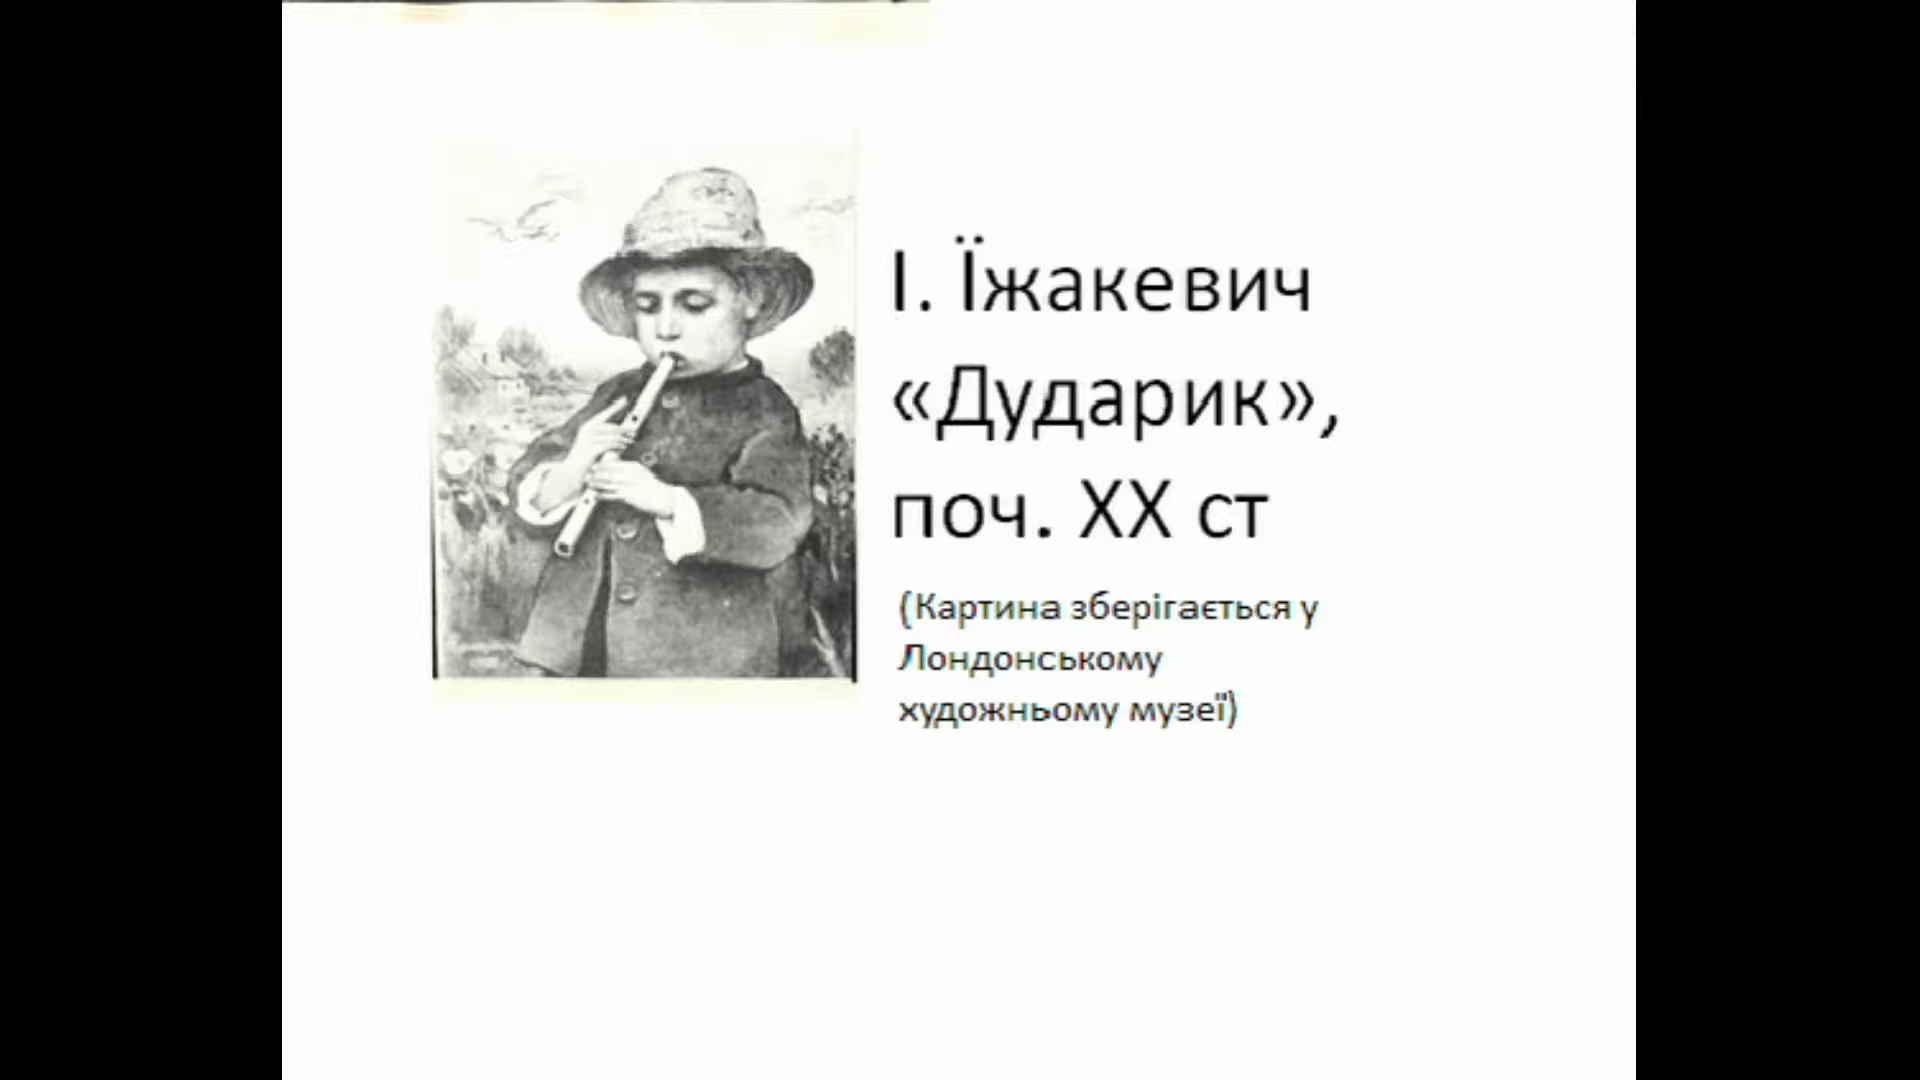 І. Їжакевич
«Дударик»,
поч. ХХ ст
(Картина зберігається у
Лондонському
художньому музеї)